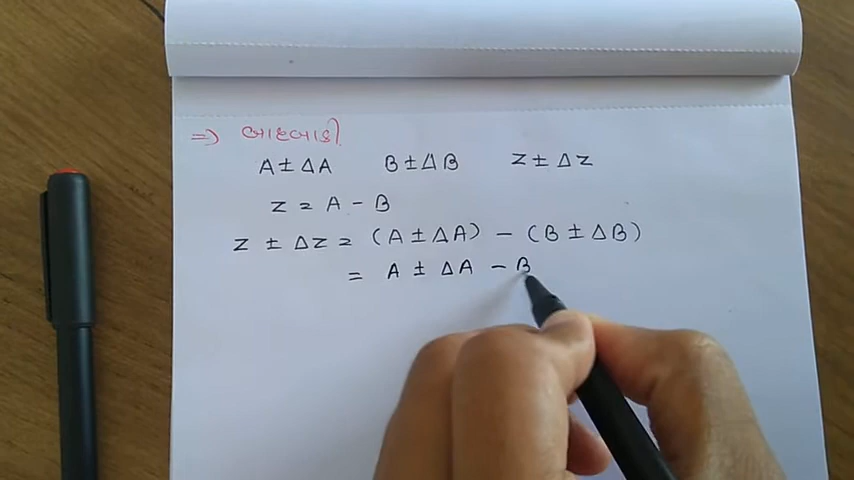 ⇒ બાદબાકી
A ± ΔA B ± ΔB Z ± ΔZ
Z = A - B
Z ± ΔZ = (A ± ΔA) - (B ± ΔB)
= A ± ΔA - B